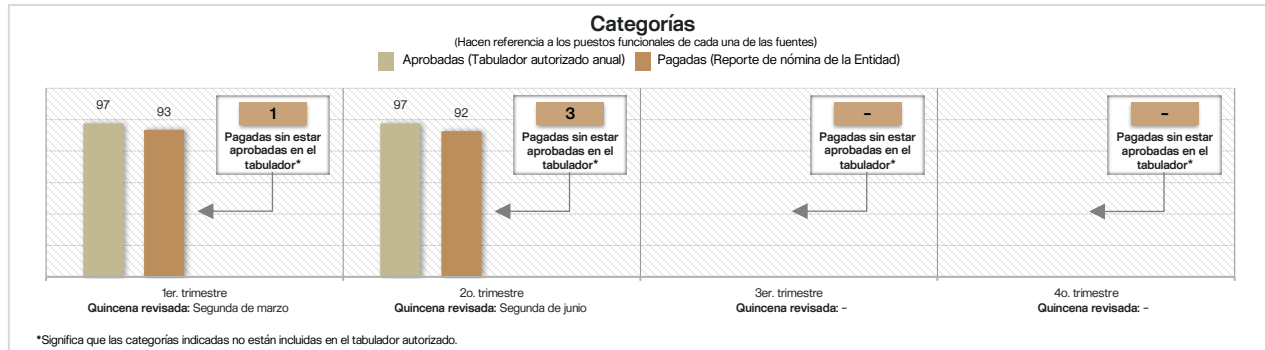 Categorías
(Hacen referencia a los puestos funcionales de cada una de las fuentes)
Aprobadas (Tabulador autorizado anual) Pagadas (Reporte de nómina de la Entidad)
97
93
1
Pagadas sin estar
aprobadas en el
tabulador*
97
92
3
Pagadas sin estar
aprobadas en el
tabulador*
–
Pagadas sin estar
aprobadas en el
tabulador*
–
Pagadas sin estar
aprobadas en el
tabulador*
1er. trimestre
Quincena revisada: Segunda de marzo
2o. trimestre
Quincena revisada: Segunda de junio
3er. trimestre
Quincena revisada: –
4o. trimestre
Quincena revisada: –
*Significa que las categorías indicadas no están incluidas en el tabulador autorizado.